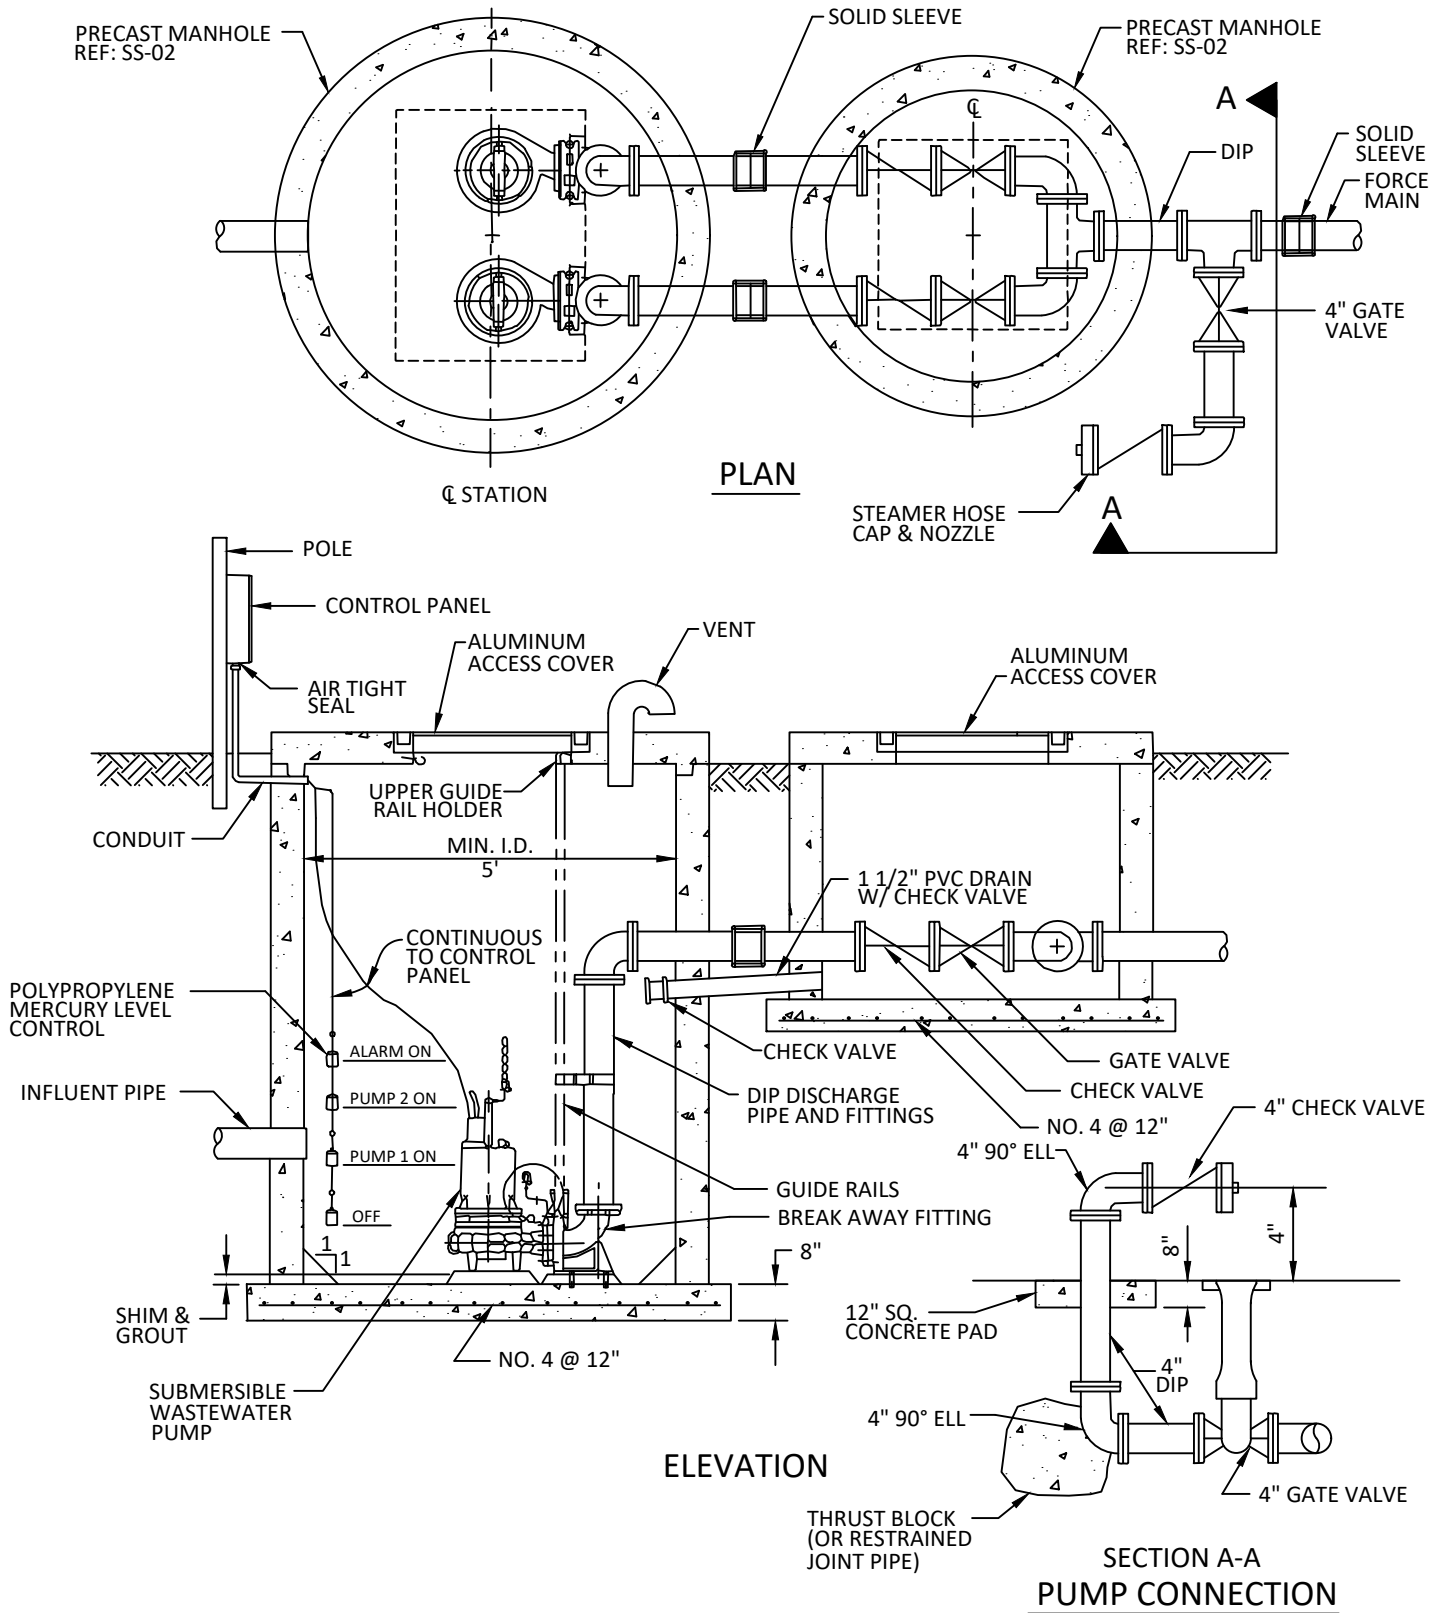 PRECAST MANHOLE
REF: SS-02
SOLID SLEEVE
PRECAST MANHOLE
REF: SS-02
A
SOLID
SLEEVE
DIP
FORCE
MAIN
℄
4" GATE
VALVE
℄ STATION
PLAN
STEAMER HOSE
CAP & NOZZLE
A
POLE
CONTROL PANEL
AIR TIGHT
SEAL
ALUMINUM
ACCESS COVER
VENT
ALUMINUM
ACCESS COVER
UPPER GUIDE
RAIL HOLDER
CONDUIT
MIN. I.D.
5'
1 1/2" PVC DRAIN
W/ CHECK VALVE
CONTINUOUS
TO CONTROL
PANEL
POLYPROPYLENE
MERCURY LEVEL
CONTROL
ALARM ON
CHECK VALVE
GATE VALVE
INFLUENT PIPE
PUMP 2 ON
DIP DISCHARGE
PIPE AND FITTINGS
CHECK VALVE
NO. 4 @ 12"
4" CHECK VALVE
PUMP 1 ON
4" 90° ELL
GUIDE RAILS
OFF
BREAK AWAY FITTING
1
1
8"
8"
4"
SHIM &
GROUT
12" SQ.
CONCRETE PAD
NO. 4 @ 12"
4"
DIP
SUBMERSIBLE
WASTEWATER
PUMP
4" 90° ELL
ELEVATION
4" GATE VALVE
THRUST BLOCK
(OR RESTRAINED
JOINT PIPE)
SECTION A-A
PUMP CONNECTION